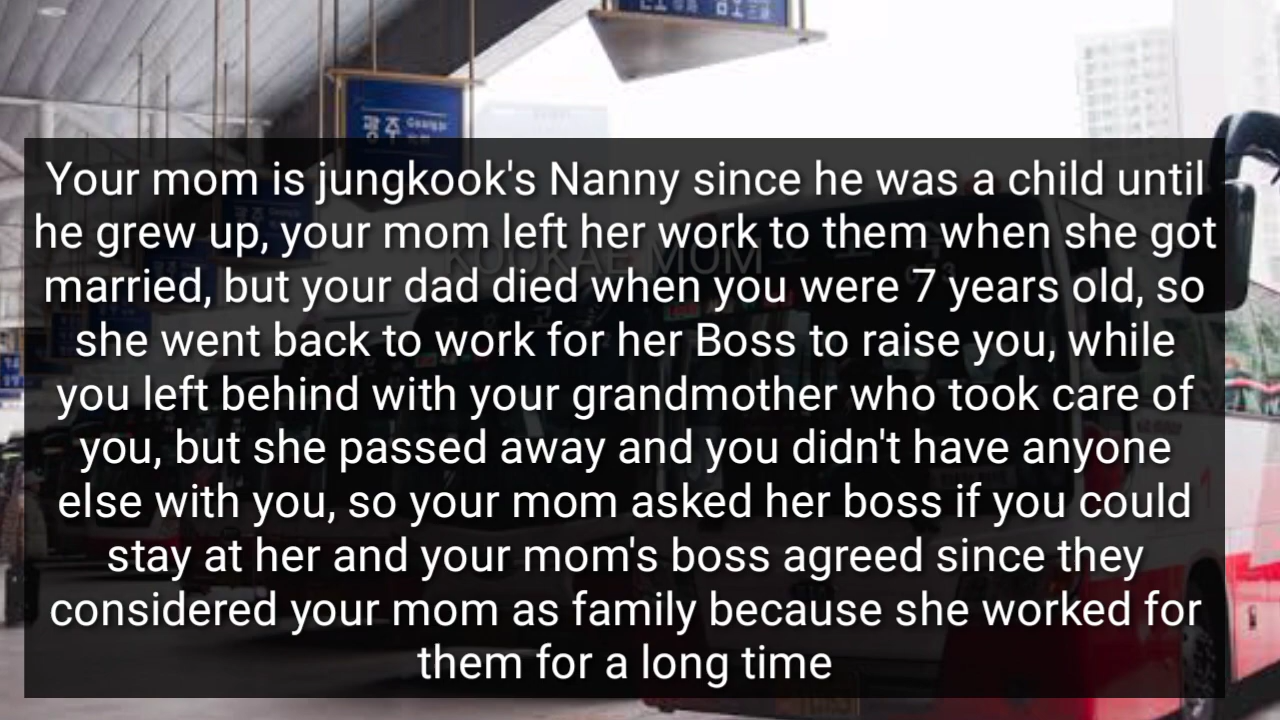 광주
Your mom is jungkook's Nanny since he was a child until
he grew up, your mom left her work to them when she got
married, but your dad died when you were 7 years old, so
she went back to work for her Boss to raise you, while
you left behind with your grandmother who took care of
you, but she passed away and you didn't have anyone
else with you, so your mom asked her boss if you could
stay at her and your mom's boss agreed since they
considered your mom as family because she worked for
them for a long time
KOOKAE MOM